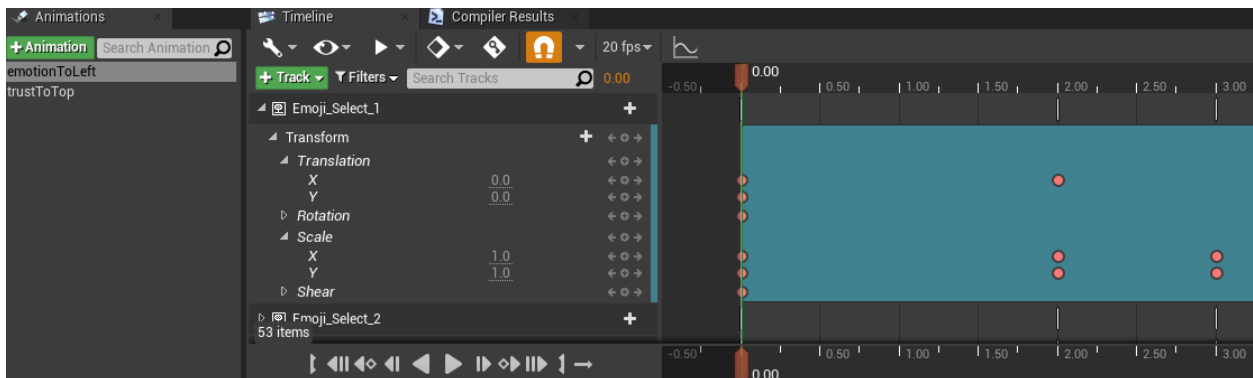 Animations
Timeline
Compiler Results
+ Animation
Search Animation
20 fps
emotionToLeft
+ Track
Filters
Search Tracks
0.00
0.00
-0.50
0.50
1.00
1.50
2.00
2.50
3.00
trustToTop
Emoji_Select_1
Transform
Translation
X
0.0
Y
0.0
Rotation
Scale
X
1.0
Y
1.0
Shear
Emoji_Select_2
53 items
-0.50
0.50
1.00
1.50
2.00
2.50
3.00
0.00